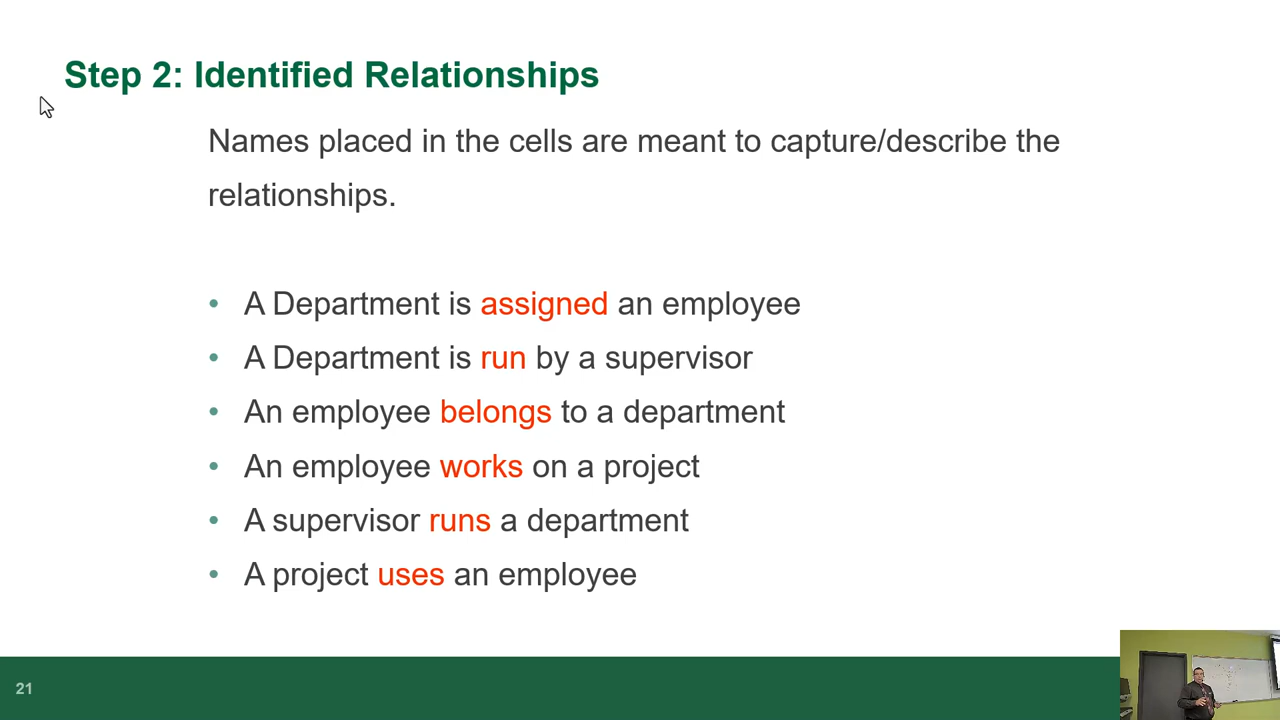 Step 2: Identified Relationships
Names placed in the cells are meant to capture/describe the
relationships.
• A Department is assigned an employee
• A Department is run by a supervisor
• An employee belongs to a department
• An employee works on a project
• A supervisor runs a department
• A project uses an employee
21